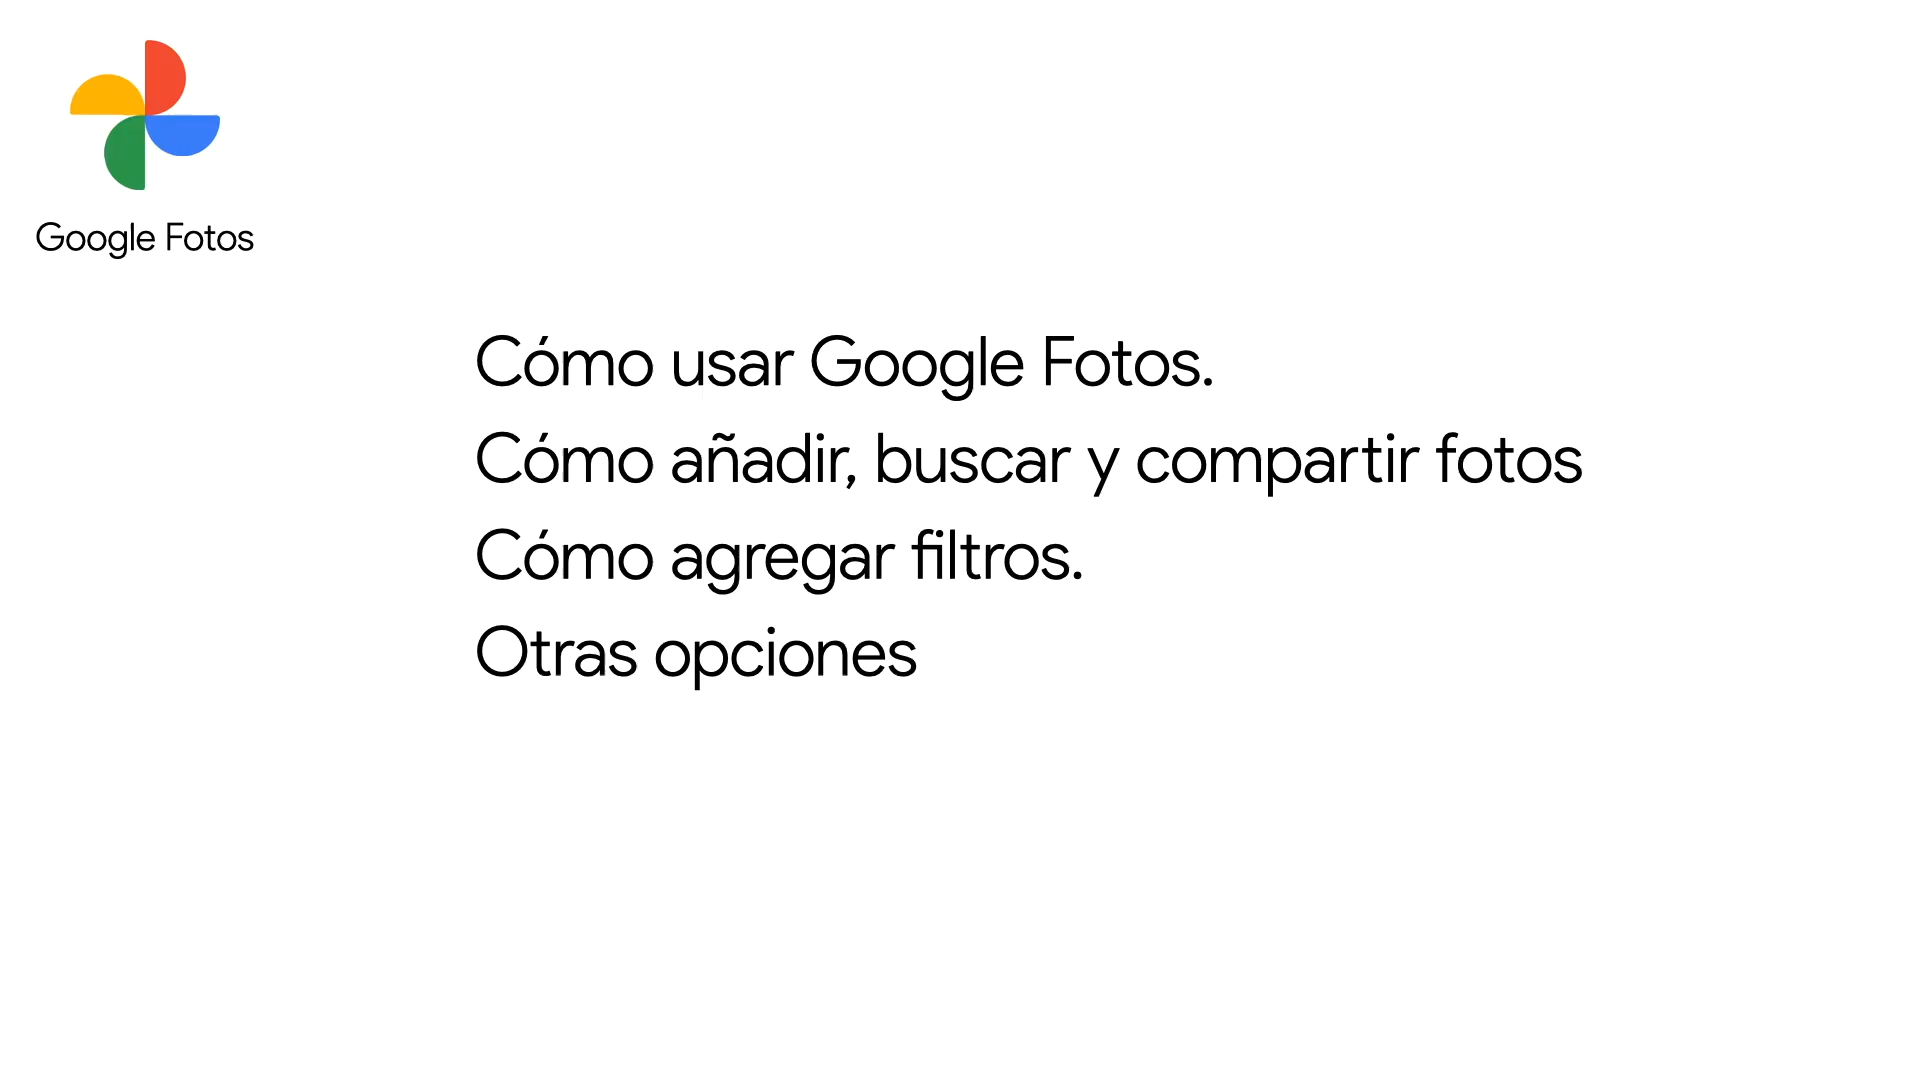 Google Fotos
Cómo usar Google Fotos.
Cómo añadir, buscar y compartir fotos
Cómo agregar filtros.
Otras opciones